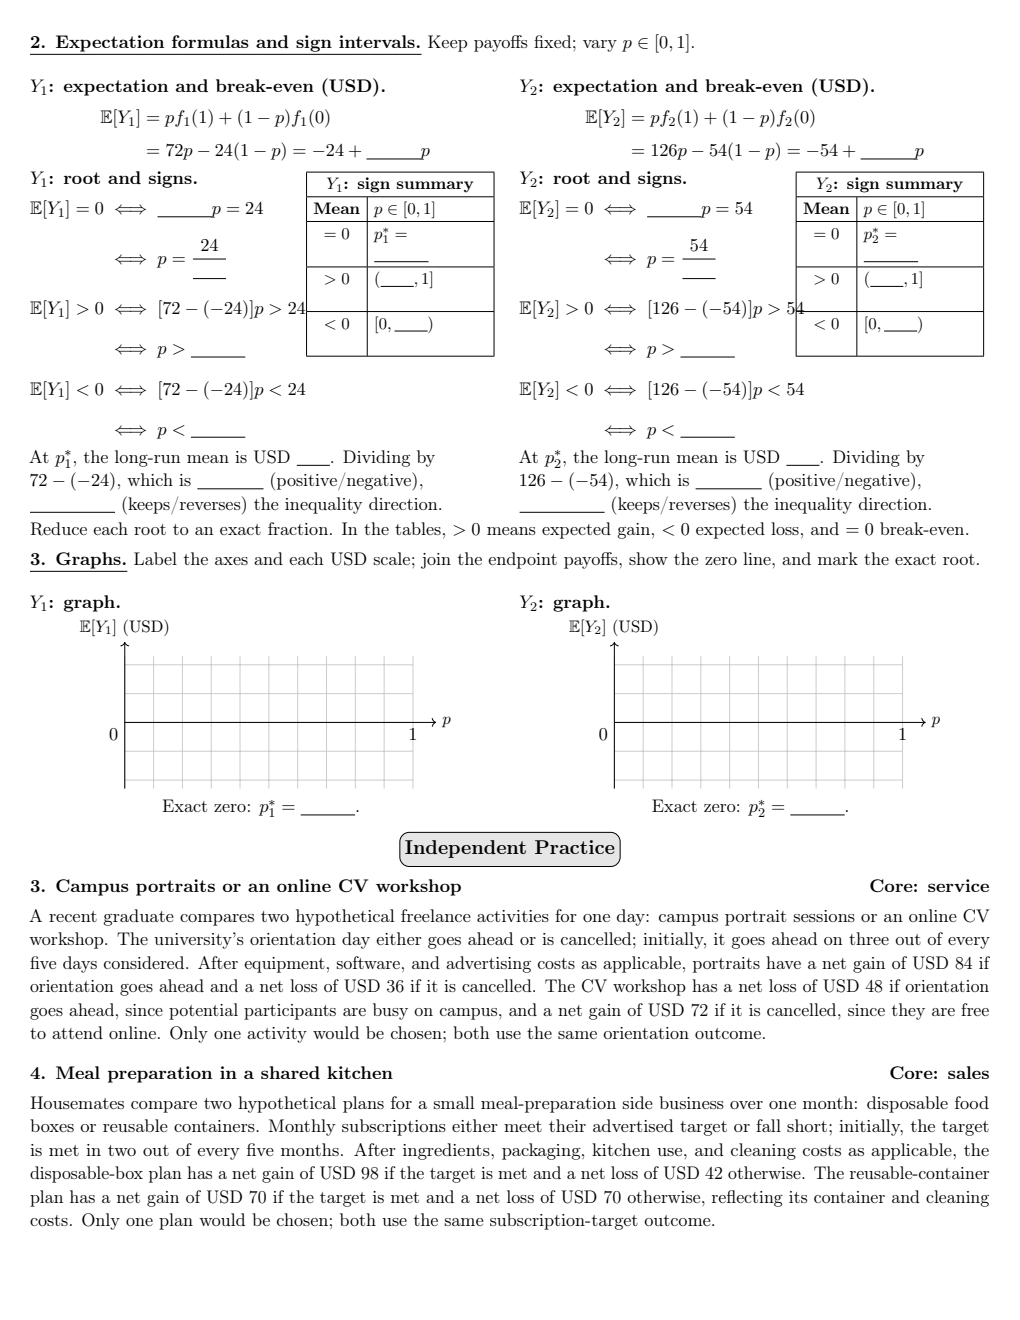 2. Expectation formulas and sign intervals. Keep payoffs fixed; vary p ∈ [0, 1].
Y₁: expectation and break-even (USD).
𝔼[Y₁] = pf₁(1) + (1 − p)f₁(0)
= 72p − 24(1 − p) = −24 + ______p
Y₁: root and signs.
𝔼[Y₁] = 0 ⟺ ______p = 24
⟺ p = 24/____
𝔼[Y₁] > 0 ⟺ [72 − (−24)]p > 24
⟺ p > ______
𝔼[Y₁] < 0 ⟺ [72 − (−24)]p < 24
⟺ p < ______
Y₁: sign summary
Mean p ∈ [0, 1]
= 0 p₁* = ______
> 0 (____, 1]
< 0 [0, ____)
At p₁*, the long-run mean is USD ____. Dividing by
72 − (−24), which is _______ (positive/negative),
_________ (keeps/reverses) the inequality direction.
Y₂: expectation and break-even (USD).
𝔼[Y₂] = pf₂(1) + (1 − p)f₂(0)
= 126p − 54(1 − p) = −54 + ______p
Y₂: root and signs.
𝔼[Y₂] = 0 ⟺ ______p = 54
⟺ p = 54/____
𝔼[Y₂] > 0 ⟺ [126 − (−54)]p > 54
⟺ p > ______
𝔼[Y₂] < 0 ⟺ [126 − (−54)]p < 54
⟺ p < ______
Y₂: sign summary
Mean p ∈ [0, 1]
= 0 p₂* = ______
> 0 (____, 1]
< 0 [0, ____)
At p₂*, the long-run mean is USD ____. Dividing by
126 − (−54), which is _______ (positive/negative),
_________ (keeps/reverses) the inequality direction.
Reduce each root to an exact fraction. In the tables, > 0 means expected gain, < 0 expected loss, and = 0 break-even.
3. Graphs. Label the axes and each USD scale; join the endpoint payoffs, show the zero line, and mark the exact root.
Y₁: graph.
𝔼[Y₁] (USD)
p
0 1
Exact zero: p₁* = ______.
Y₂: graph.
𝔼[Y₂] (USD)
p
0 1
Exact zero: p₂* = ______.
Independent Practice
3. Campus portraits or an online CV workshop Core: service
A recent graduate compares two hypothetical freelance activities for one day: campus portrait sessions or an online CV
workshop. The university's orientation day either goes ahead or is cancelled; initially, it goes ahead on three out of every
five days considered. After equipment, software, and advertising costs as applicable, portraits have a net gain of USD 84 if
orientation goes ahead and a net loss of USD 36 if it is cancelled. The CV workshop has a net loss of USD 48 if orientation
goes ahead, since potential participants are busy on campus, and a net gain of USD 72 if it is cancelled, since they are free
to attend online. Only one activity would be chosen; both use the same orientation outcome.
4. Meal preparation in a shared kitchen Core: sales
Housemates compare two hypothetical plans for a small meal-preparation side business over one month: disposable food
boxes or reusable containers. Monthly subscriptions either meet their advertised target or fall short; initially, the target
is met in two out of every five months. After ingredients, packaging, kitchen use, and cleaning costs as applicable, the
disposable-box plan has a net gain of USD 98 if the target is met and a net loss of USD 42 otherwise. The reusable-container
plan has a net gain of USD 70 if the target is met and a net loss of USD 70 otherwise, reflecting its container and cleaning
costs. Only one plan would be chosen; both use the same subscription-target outcome.